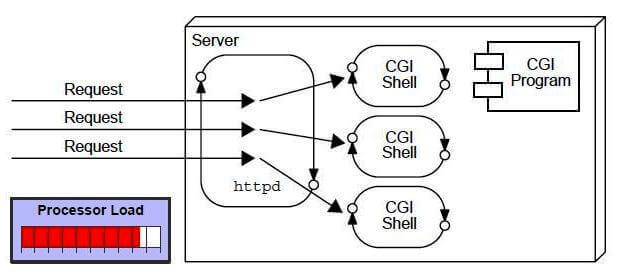 Server
CGI
Shell
CGI
Program
Request
Request
CGI
Shell
Request
httpd
CGI
Shell
Processor Load